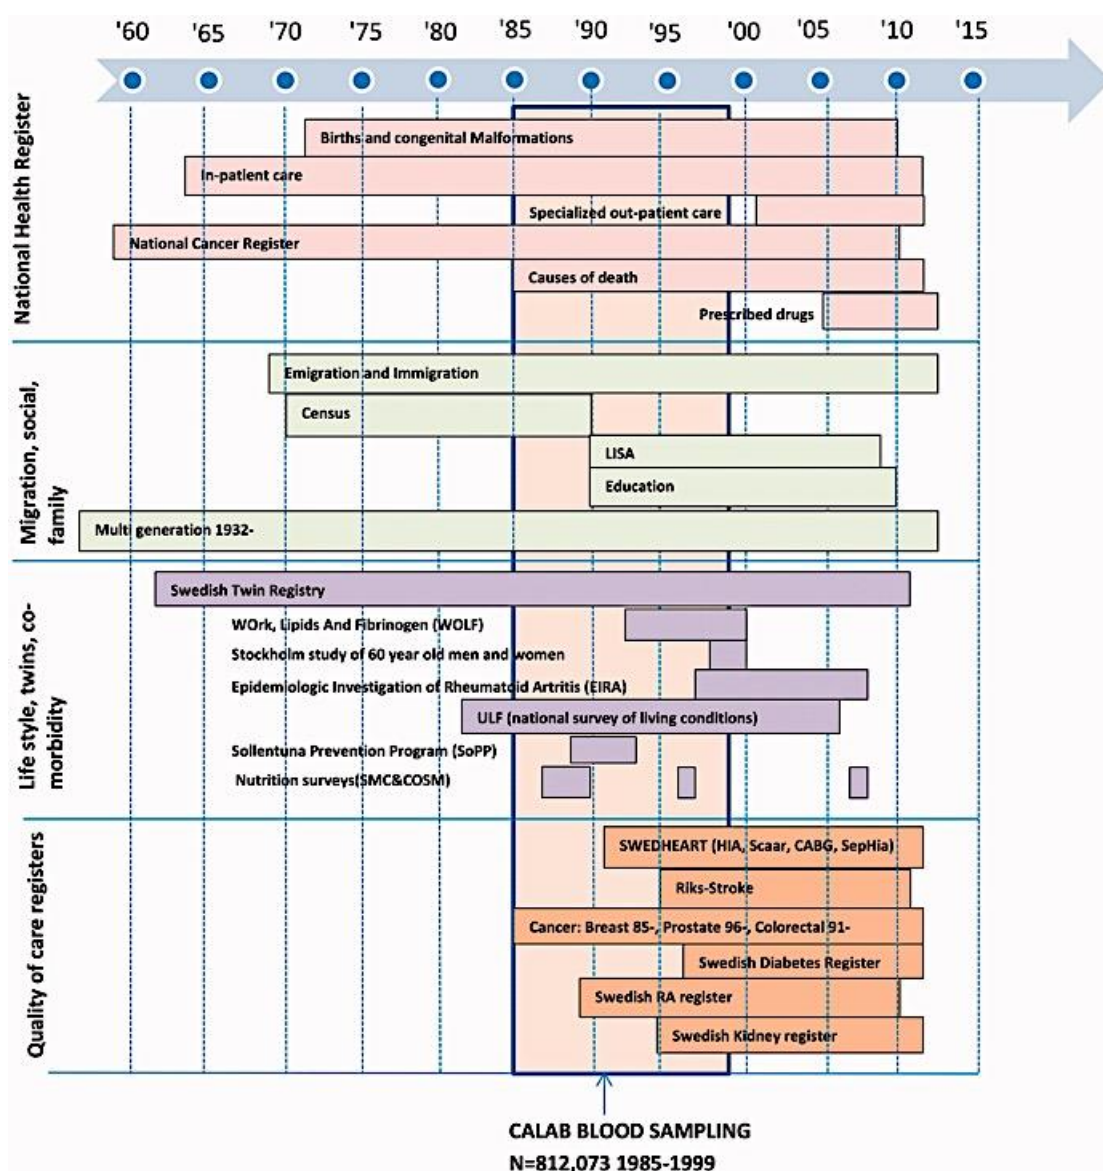 '60 '65 '70 '75 '80 '85 '90 '95 '00 '05 '10 '15
National Health Register
Births and congenital Malformations
In-patient care
Specialized out-patient care
National Cancer Register
Causes of death
Prescribed drugs
Migration, social,
family
Emigration and Immigration
Census
LISA
Education
Multi generation 1932-
Life style, twins, co-
morbidity
Swedish Twin Registry
WOrk, Lipids And Fibrinogen (WOLF)
Stockholm study of 60 year old men and women
Epidemiologic Investigation of Rheumatoid Artritis (EIRA)
ULF (national survey of living conditions)
Sollentuna Prevention Program (SoPP)
Nutrition surveys(SMC&COSM)
Quality of care registers
SWEDHEART (HIA, Scaar, CABG, SepHia)
Riks-Stroke
Cancer: Breast 85-, Prostate 96-, Colorectal 91-
Swedish Diabetes Register
Swedish RA register
Swedish Kidney register
CALAB BLOOD SAMPLING
N=812,073 1985-1999